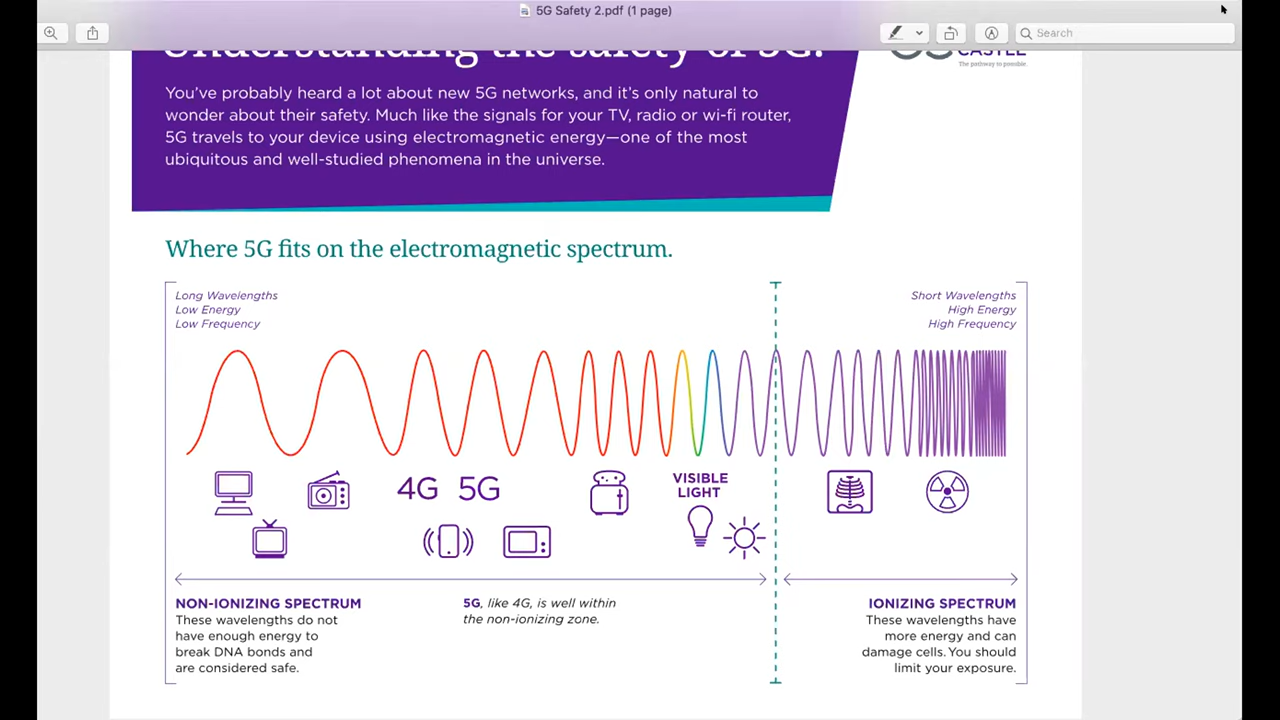 5G Safety 2.pdf (1 page)
Search
Understanding the safety of 5G.
CASTLE
The pathway to possible.
You’ve probably heard a lot about new 5G networks, and it’s only natural to
wonder about their safety. Much like the signals for your TV, radio or wi-fi router,
5G travels to your device using electromagnetic energy—one of the most
ubiquitous and well-studied phenomena in the universe.
Where 5G fits on the electromagnetic spectrum.
Long Wavelengths
Low Energy
Low Frequency
Short Wavelengths
High Energy
High Frequency
4G 5G
VISIBLE
LIGHT
NON-IONIZING SPECTRUM
These wavelengths do not
have enough energy to
break DNA bonds and
are considered safe.
5G, like 4G, is well within
the non-ionizing zone.
IONIZING SPECTRUM
These wavelengths have
more energy and can
damage cells. You should
limit your exposure.